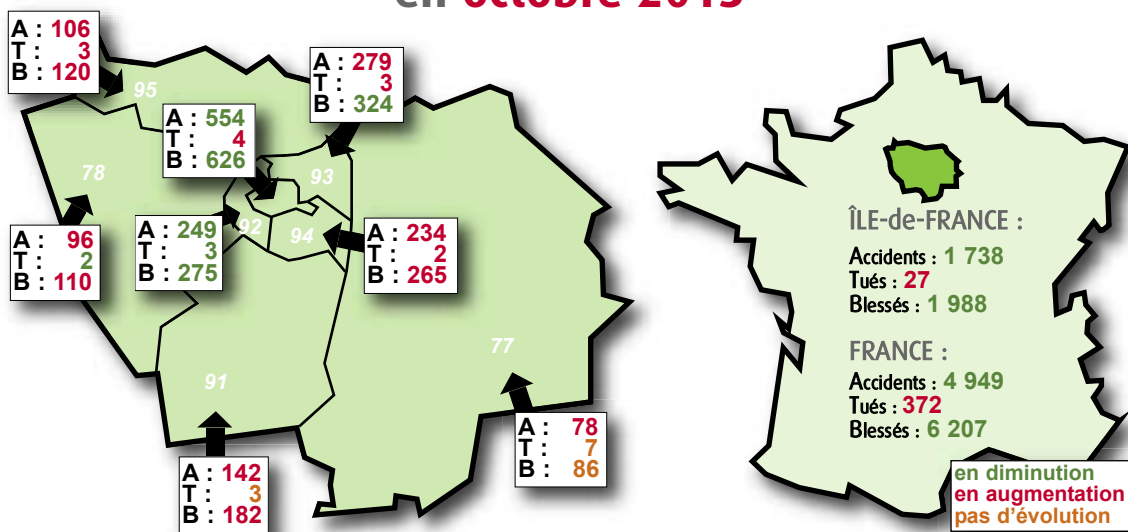 en octobre 2015
A : 106
T : 3
B : 120
95
A : 279
T : 3
B : 324
A : 554
T : 4
B : 626
93
78
92
94
A : 249
T : 3
B : 275
A : 234
T : 2
B : 265
A : 96
T : 2
B : 110
77
91
A : 78
T : 7
B : 86
A : 142
T : 3
B : 182
ÎLE-de-FRANCE :
Accidents : 1 738
Tués : 27
Blessés : 1 988
FRANCE :
Accidents : 4 949
Tués : 372
Blessés : 6 207
en diminution
en augmentation
pas d'évolution